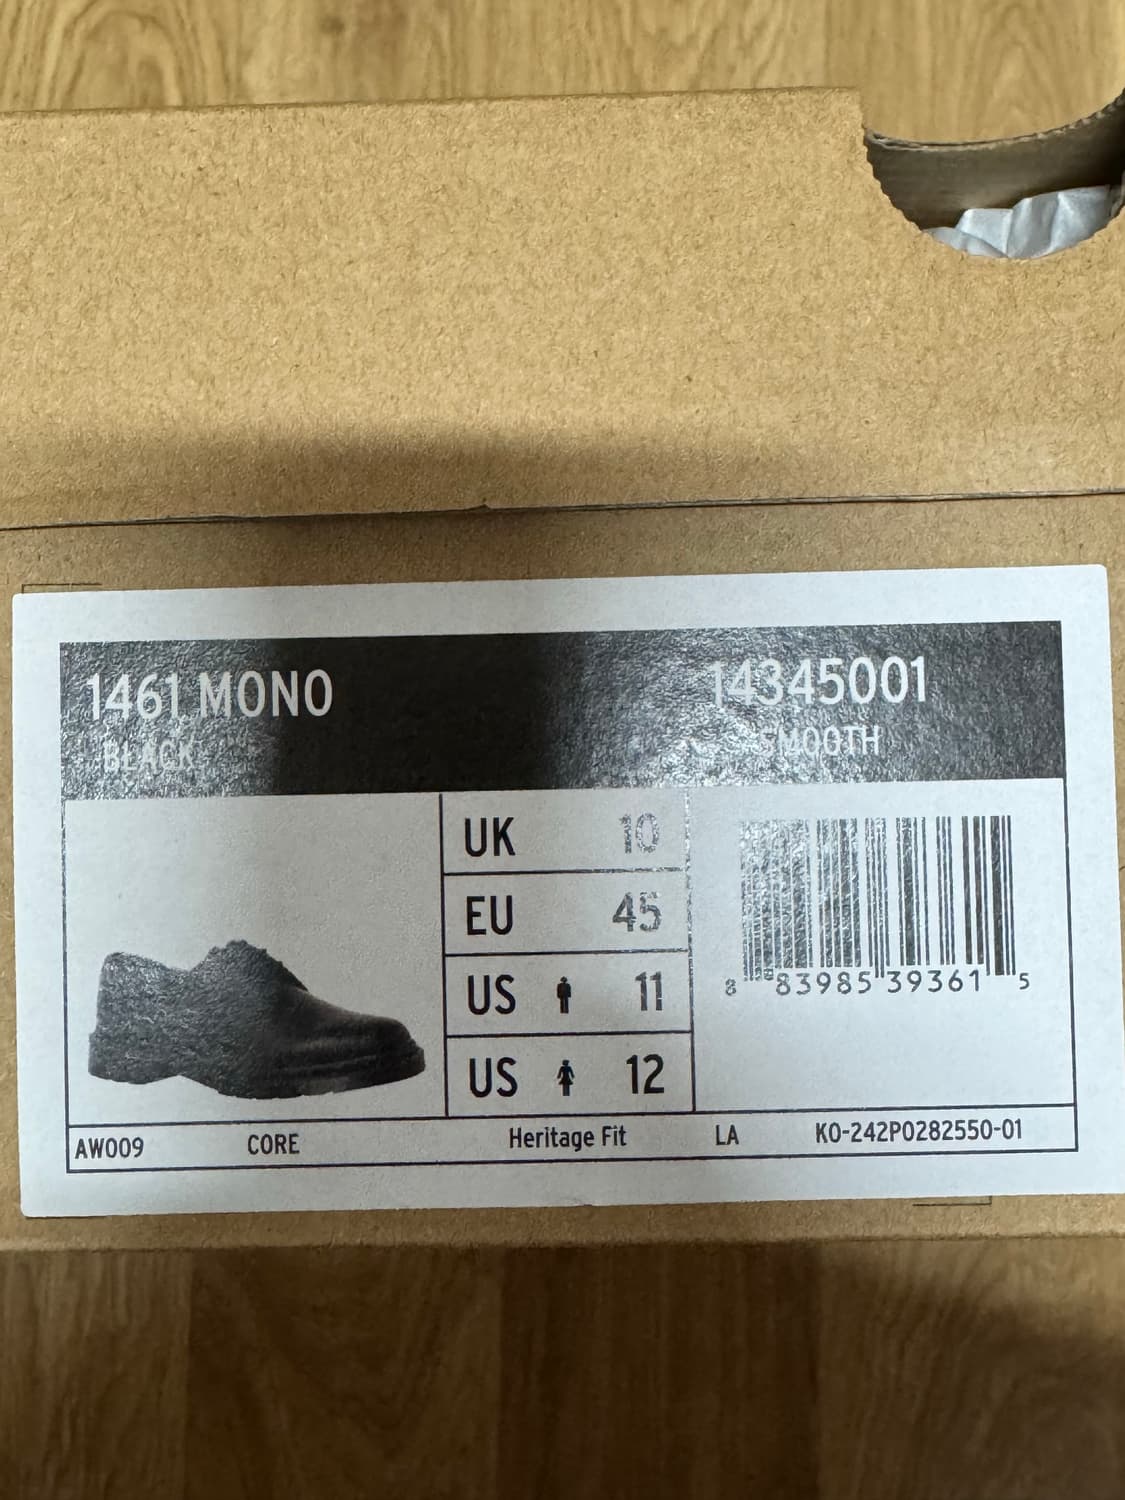 1461 MONO
14345001
BLACK
SMOOTH
UK 10
EU 45
US 11
US 12
8 83985 39361 5
AW009 CORE Heritage Fit LA KO-242P0282550-01